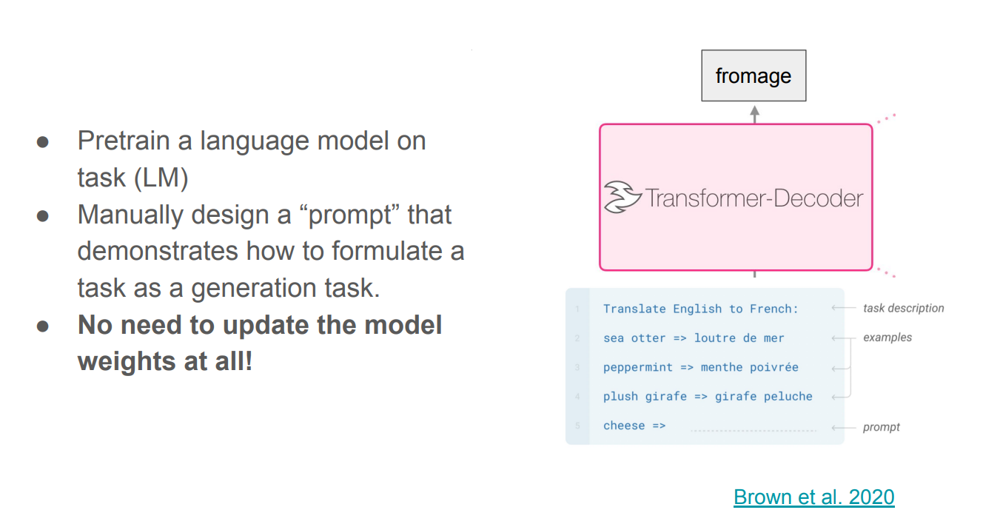 ● Pretrain a language model on
task (LM)
● Manually design a “prompt” that
demonstrates how to formulate a
task as a generation task.
● No need to update the model
weights at all!
fromage
Transformer-Decoder
1 Translate English to French: task description
2 sea otter => loutre de mer examples
3 peppermint => menthe poivrée
4 plush girafe => girafe peluche
5 cheese => prompt
Brown et al. 2020